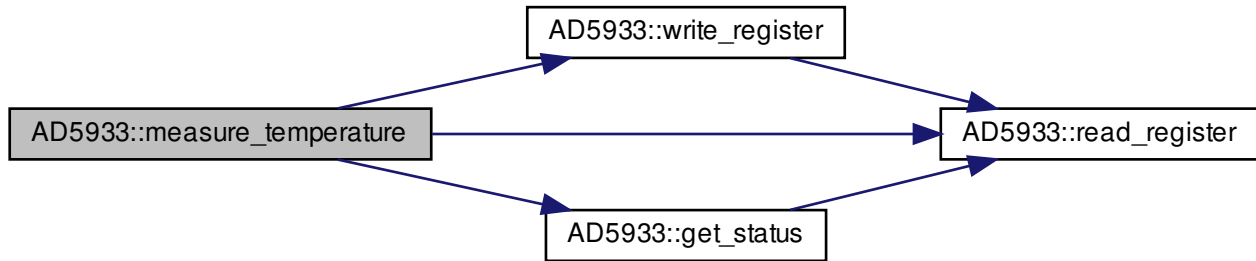 AD5933::write_register
AD5933::measure_temperature
AD5933::read_register
AD5933::get_status